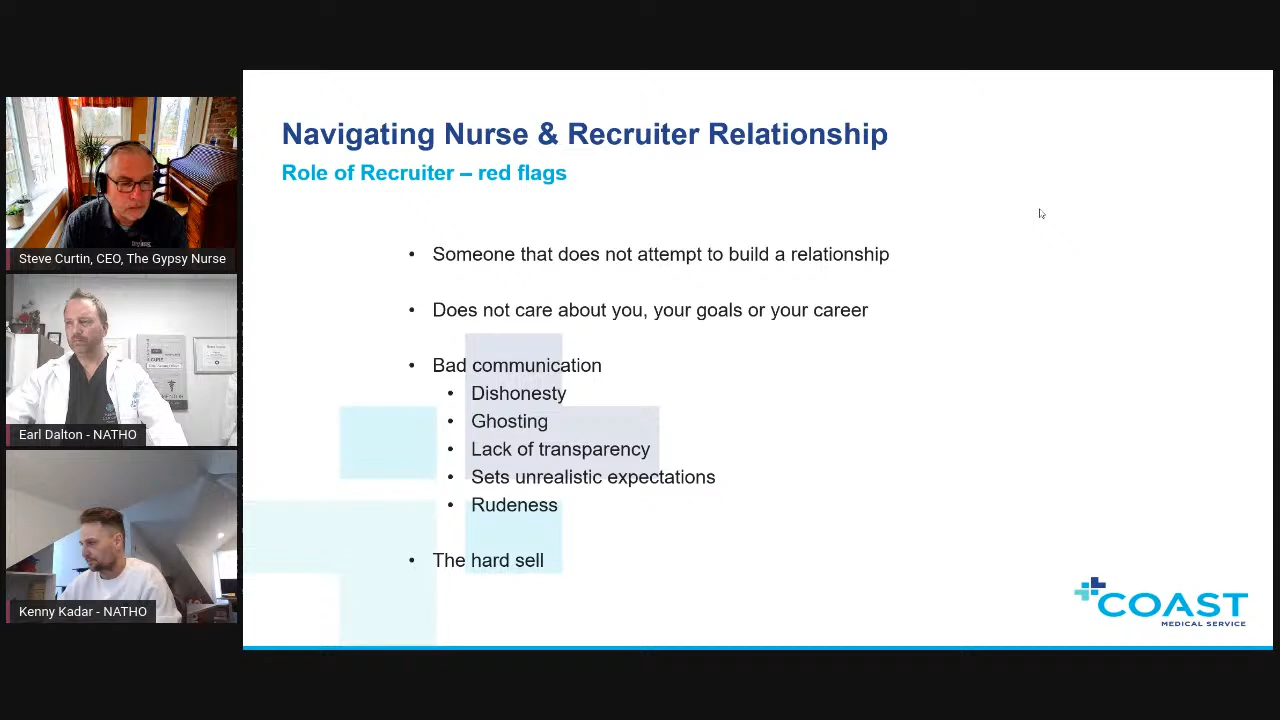 Navigating Nurse & Recruiter Relationship
Role of Recruiter – red flags
• Someone that does not attempt to build a relationship
• Does not care about you, your goals or your career
• Bad communication
• Dishonesty
• Ghosting
• Lack of transparency
• Sets unrealistic expectations
• Rudeness
• The hard sell
COAST
MEDICAL SERVICE
Steve Curtin, CEO, The Gypsy Nurse
Earl Dalton - NATHO
Kenny Kadar - NATHO